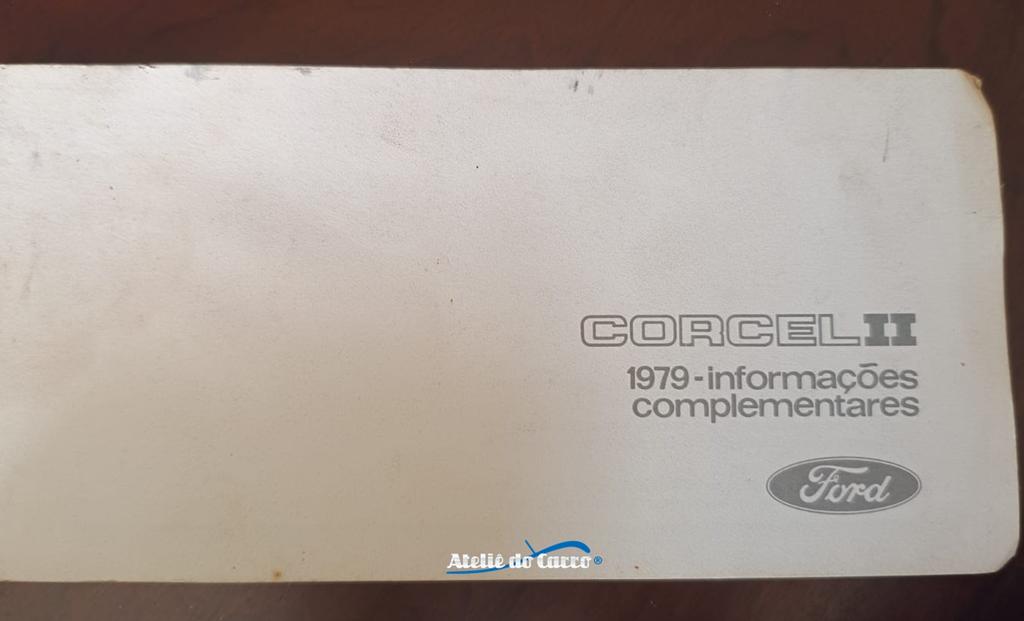 CORCEL II
1979 - informações
complementares
Ford
Ateliê do Carro®